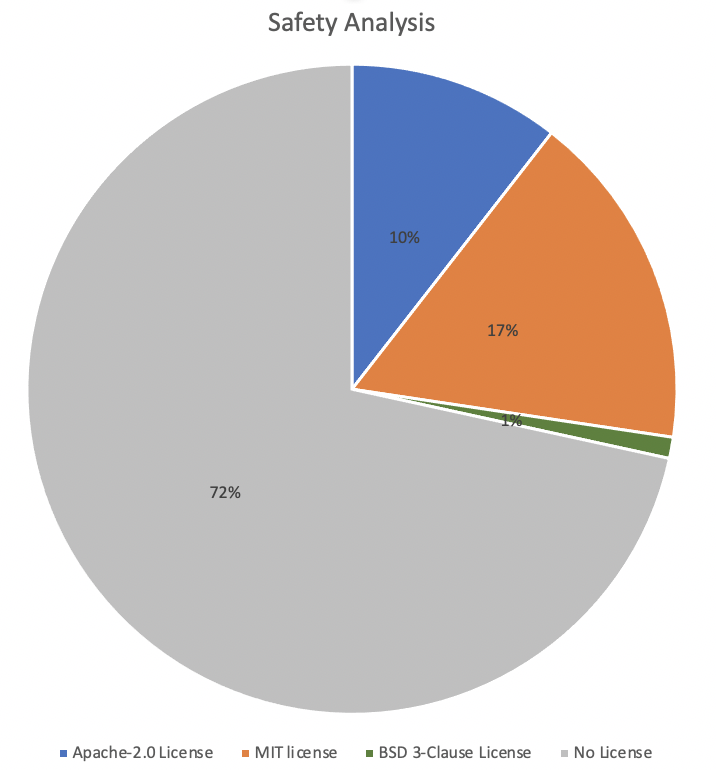 Safety Analysis
10%
17%
1%
72%
Apache-2.0 License MIT license BSD 3-Clause License No License